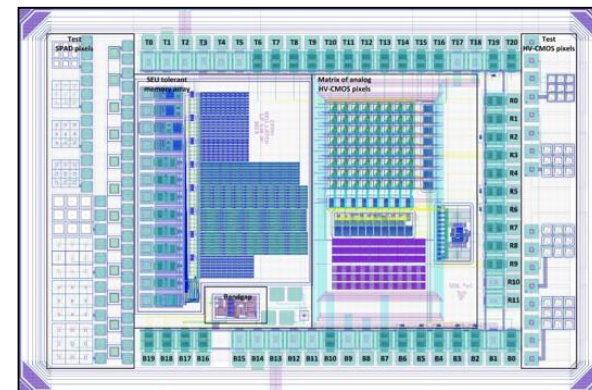 Test
SPAD pixels
T0 T1 T2 T3 T4 T5 T6 T7 T8 T9 T10 T11 T12 T13 T14 T15 T16 T17 T18 T19 T20
Test
HV-CMOS pixels
SEU tolerant
memory array
Matrix of analog
HV-CMOS pixels
R0
R1
R2
R3
R4
R5
R6
R7
R8
R9
R10
R11
Bandgap
B19 B18 B17 B16 B15 B14 B13 B12 B11 B10 B9 B8 B7 B6 B5 B4 B3 B2 B1 B0